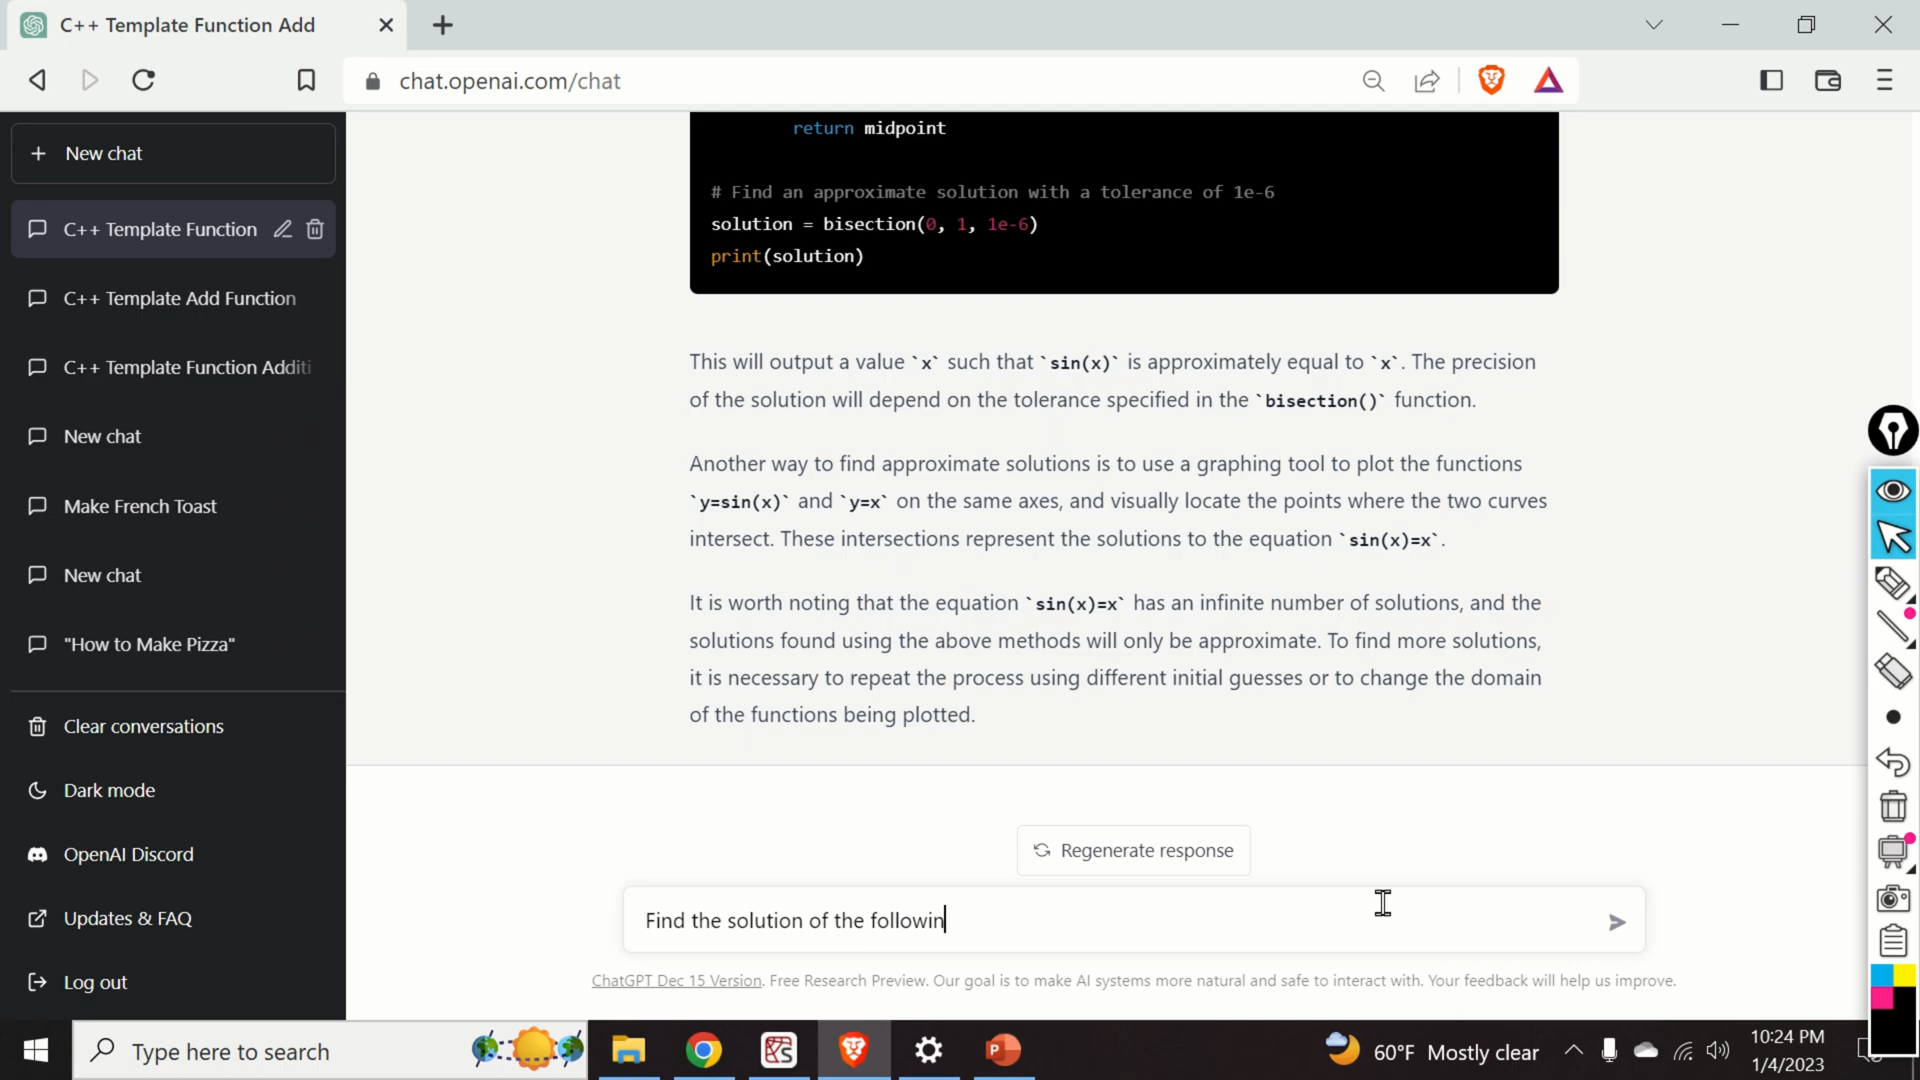 C++ Template Function Add
chat.openai.com/chat
New chat
C++ Template Function
C++ Template Add Function
C++ Template Function Additi
New chat
Make French Toast
New chat
"How to Make Pizza"
Clear conversations
Dark mode
OpenAI Discord
Updates & FAQ
Log out
return midpoint
# Find an approximate solution with a tolerance of 1e-6
solution = bisection(0, 1, 1e-6)
print(solution)
This will output a value `x` such that `sin(x)` is approximately equal to `x`. The precision
of the solution will depend on the tolerance specified in the `bisection()` function.
Another way to find approximate solutions is to use a graphing tool to plot the functions
`y=sin(x)` and `y=x` on the same axes, and visually locate the points where the two curves
intersect. These intersections represent the solutions to the equation `sin(x)=x`.
It is worth noting that the equation `sin(x)=x` has an infinite number of solutions, and the
solutions found using the above methods will only be approximate. To find more solutions,
it is necessary to repeat the process using different initial guesses or to change the domain
of the functions being plotted.
Regenerate response
Find the solution of the followin
ChatGPT Dec 15 Version. Free Research Preview. Our goal is to make AI systems more natural and safe to interact with. Your feedback will help us improve.
Type here to search
60°F Mostly clear
10:24 PM
1/4/2023